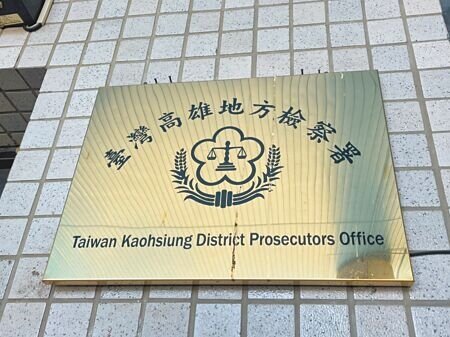 臺灣高雄地方檢察署
Taiwan Kaohsiung District Prosecutors Office